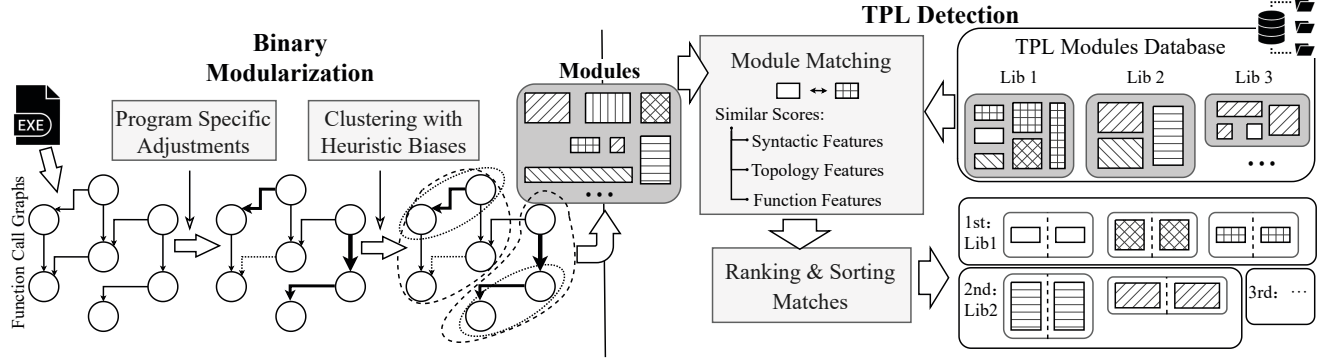 Binary
Modularization
EXE
Program Specific
Adjustments
Clustering with
Heuristic Biases
Function Call Graphs
Modules
...
TPL Detection
Module Matching
Similar Scores:
Syntactic Features
Topology Features
Function Features
Ranking & Sorting
Matches
TPL Modules Database
Lib 1
Lib 2
Lib 3
...
1st:
Lib1
2nd:
Lib2
3rd: ...